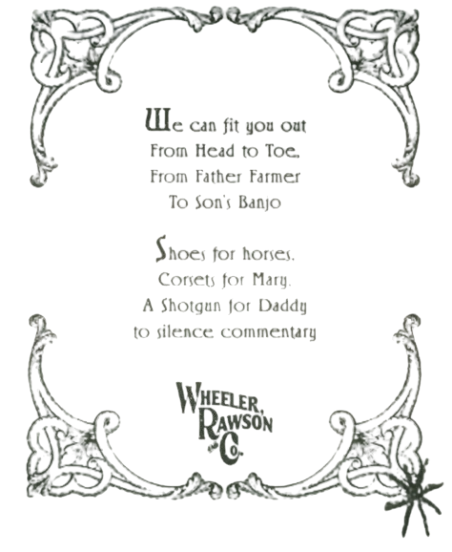 We can fit you out
From Head to Toe,
From Father Farmer
To Son's Banjo
Shoes for horses,
Corsets for Mary,
A Shotgun for Daddy
to silence commentary
WHEELER,
RAWSON
AND Co.